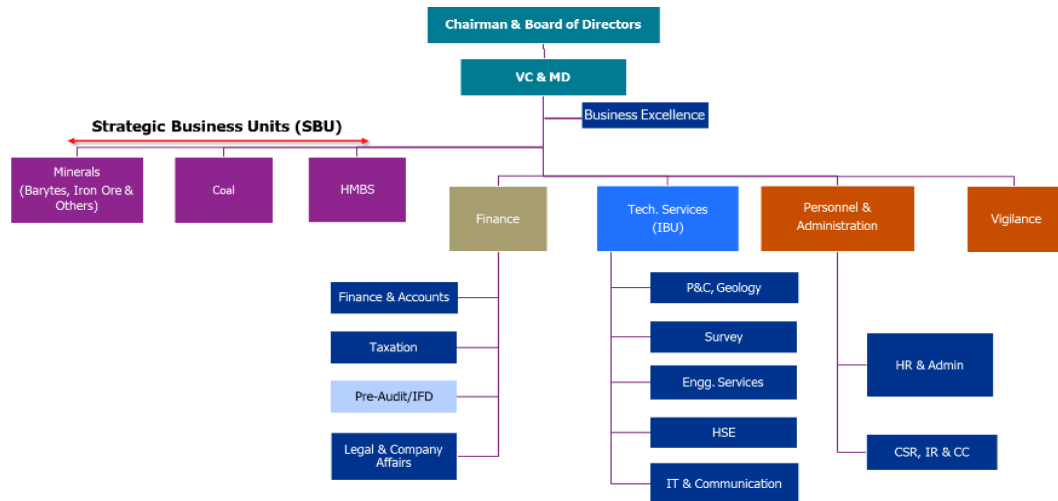 Chairman & Board of Directors
VC & MD
Business Excellence
Strategic Business Units (SBU)
Minerals
(Barytes, Iron Ore &
Others)
Coal
HMBS
Finance
Tech. Services
(IBU)
Personnel &
Administration
Vigilance
Finance & Accounts
Taxation
Pre-Audit/IFD
Legal & Company
Affairs
P&C, Geology
Survey
Engg. Services
HSE
IT & Communication
HR & Admin
CSR, IR & CC